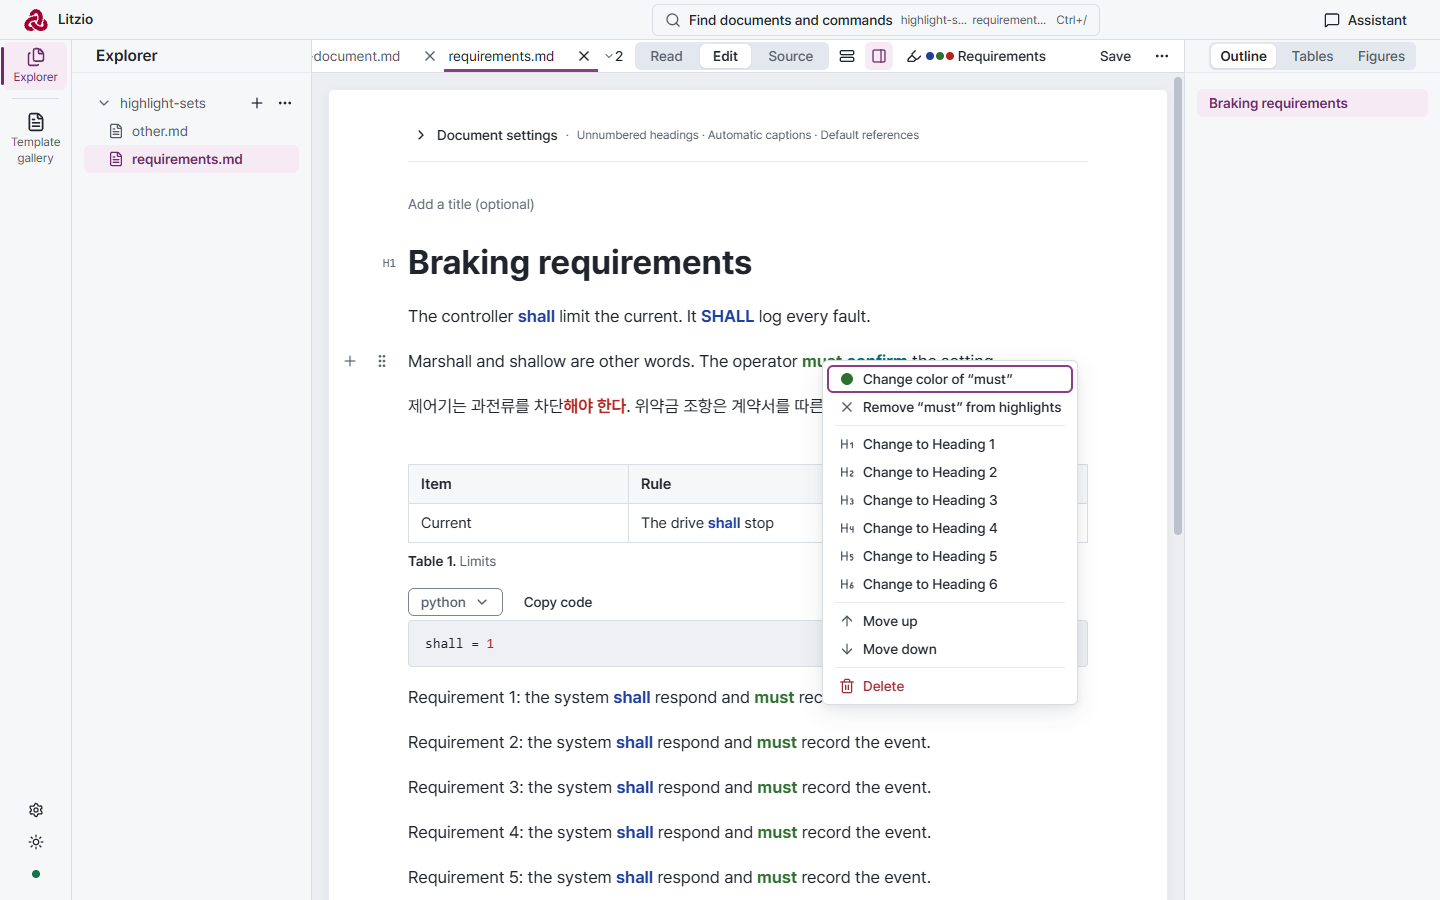 Litzio
Find documents and commands highlight-s... requirement... Ctrl+/
Assistant
Explorer
Template gallery
Explorer
highlight-sets
other.md
requirements.md
document.md
requirements.md
2
Read
Edit
Source
Requirements
Save
Document settings · Unnumbered headings · Automatic captions · Default references
Add a title (optional)
H1 Braking requirements
The controller shall limit the current. It SHALL log every fault.
Marshall and shallow are other words. The operator must confirm the setting
제어기는 과전류를 차단해야 한다. 위약금 조항은 계약서를 따른
Item Rule
Current The drive shall stop
Table 1. Limits
python
Copy code
shall = 1
Requirement 1: the system shall respond and must rec
Requirement 2: the system shall respond and must record the event.
Requirement 3: the system shall respond and must record the event.
Requirement 4: the system shall respond and must record the event.
Requirement 5: the system shall respond and must record the event.
Change color of “must”
Remove “must” from highlights
H1 Change to Heading 1
H2 Change to Heading 2
H3 Change to Heading 3
H4 Change to Heading 4
H5 Change to Heading 5
H6 Change to Heading 6
Move up
Move down
Delete
Outline
Tables
Figures
Braking requirements